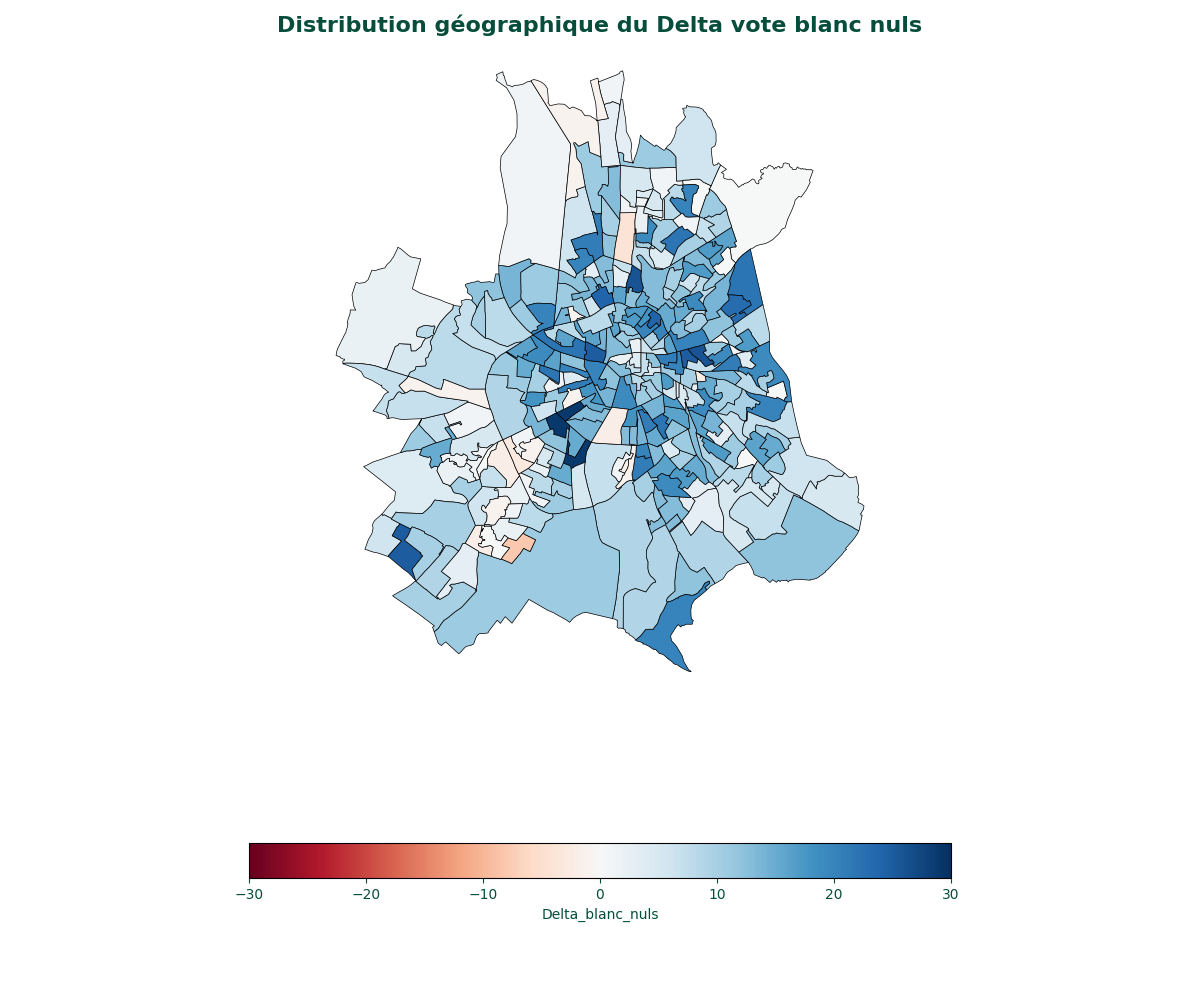 Distribution géographique du Delta vote blanc nuls
−30 −20 −10 0 10 20 30
Delta_blanc_nuls